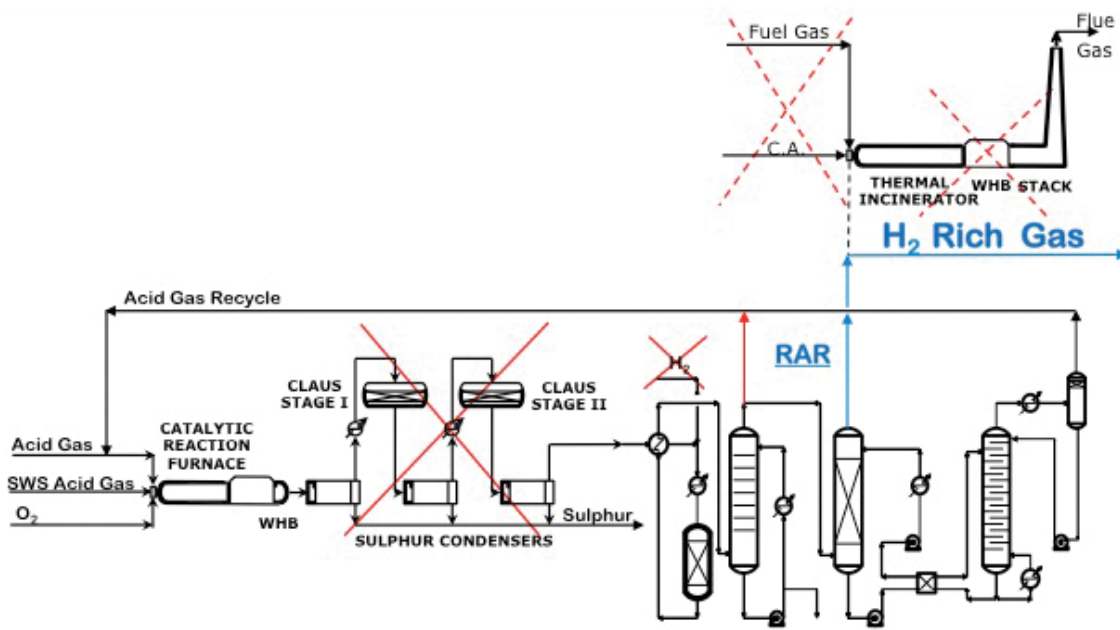 Flue
Gas
Fuel Gas
C.A.
THERMAL
INCINERATOR
WHB
STACK
H₂ Rich Gas
Acid Gas Recycle
RAR
H₂
CLAUS
STAGE I
CLAUS
STAGE II
CATALYTIC
REACTION
FURNACE
Acid Gas
SWS Acid Gas
O₂
WHB
Sulphur
SULPHUR CONDENSERS